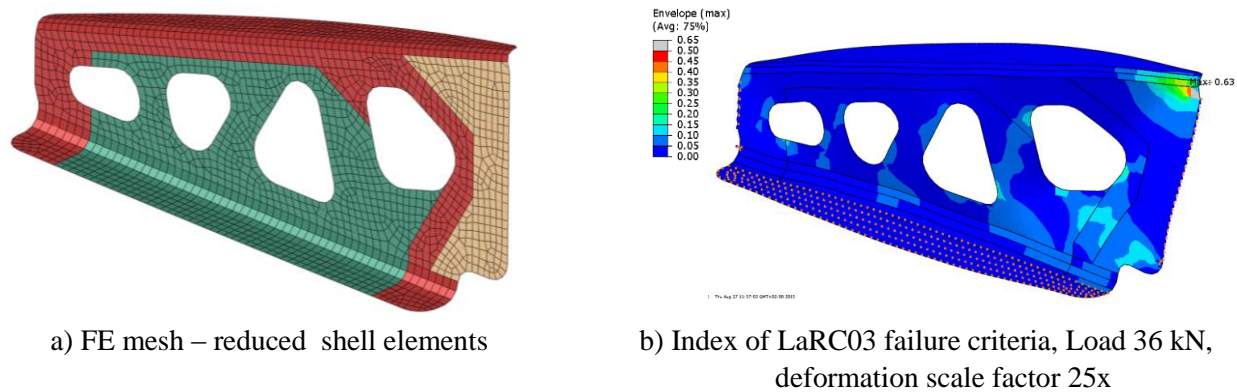 Envelope (max)
(Avg: 75%)
0.65
0.50
0.45
0.40
0.35
0.30
0.25
0.20
0.15
0.10
0.05
0.00
Max: 0.63
a) FE mesh – reduced shell elements
b) Index of LaRC03 failure criteria, Load 36 kN,
deformation scale factor 25x